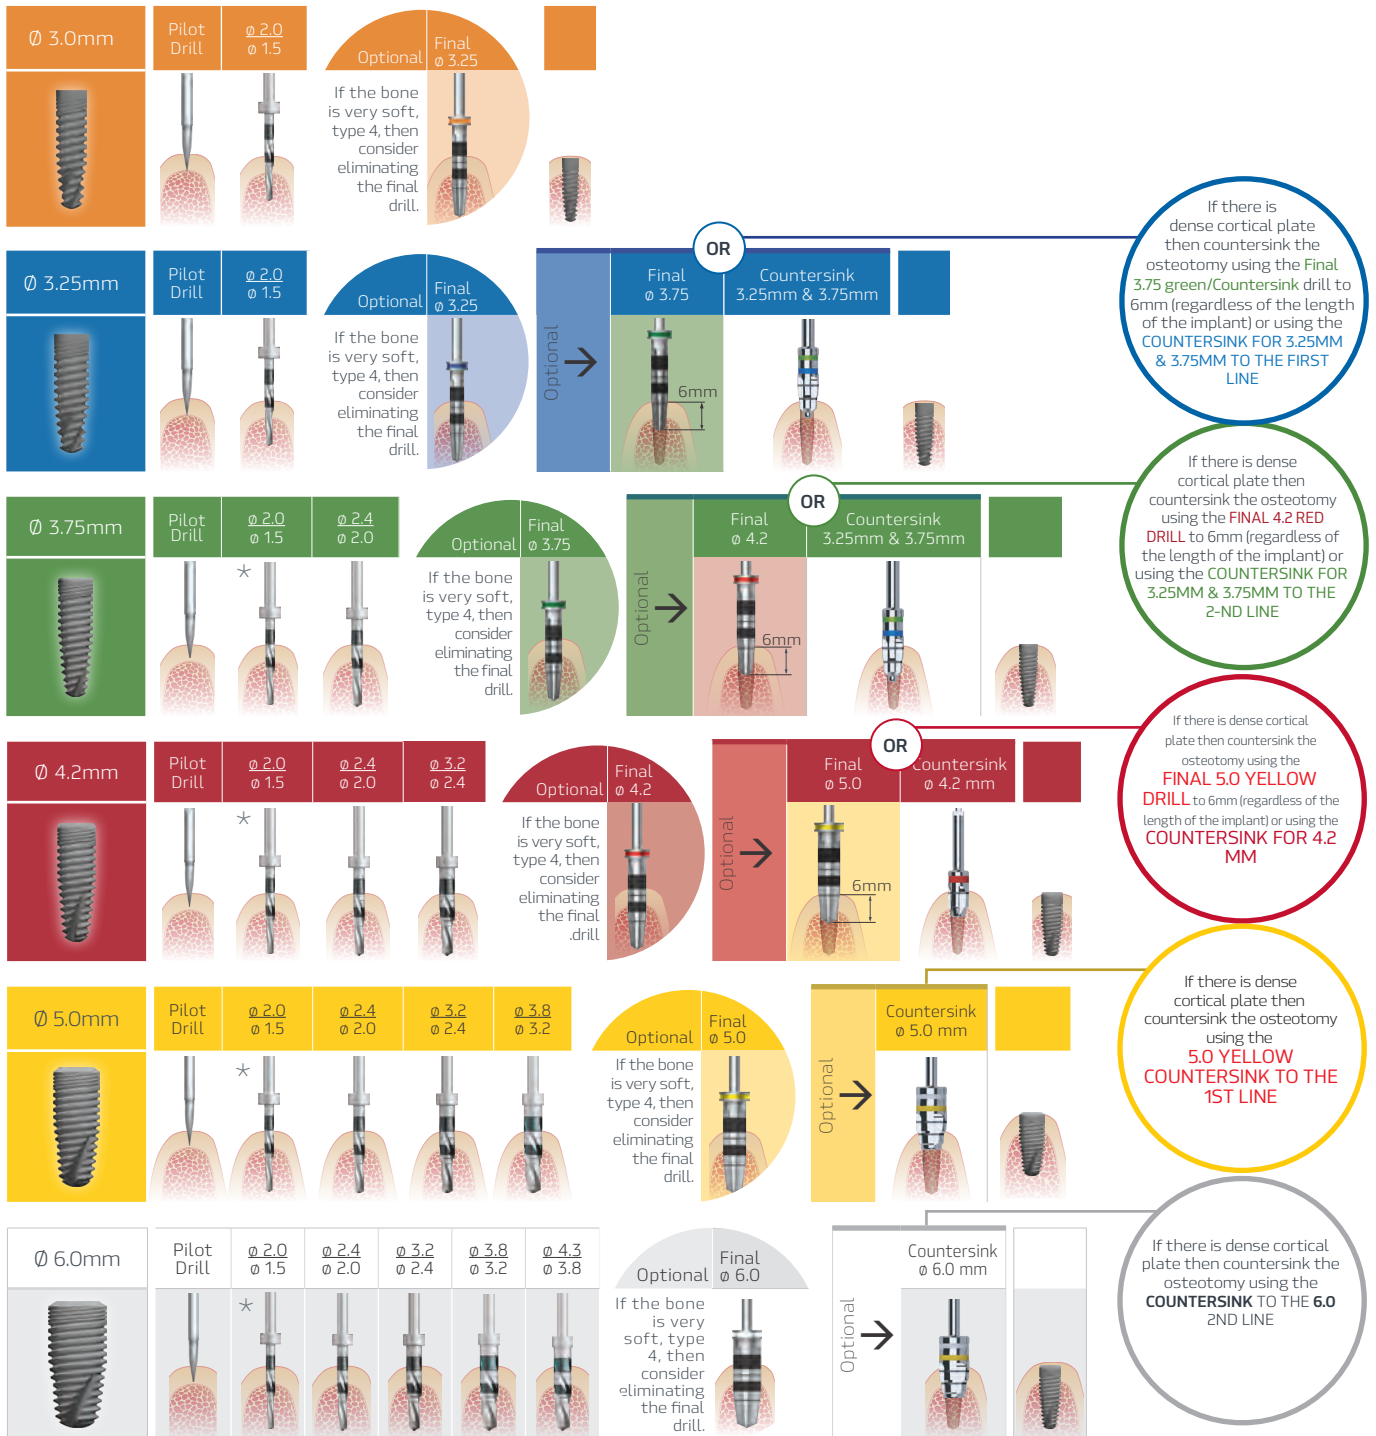 Ø 3.0mm
Pilot
Drill
ø 2.0
ø 1.5
Optional
Final
ø 3.25
If the bone
is very soft,
type 4, then
consider
eliminating
the final
drill.
Ø 3.25mm
Pilot
Drill
ø 2.0
ø 1.5
Optional
Final
ø 3.25
If the bone
is very soft,
type 4, then
consider
eliminating
the final
drill.
Optional
OR
Final
ø 3.75
6mm
Countersink
3.25mm & 3.75mm
If there is
dense cortical plate
then countersink the
osteotomy using the Final
3.75 green/Countersink drill to
6mm (regardless of the length
of the implant) or using the
COUNTERSINK FOR 3.25MM
& 3.75MM TO THE FIRST
LINE
Ø 3.75mm
Pilot
Drill
ø 2.0
ø 1.5
*
ø 2.4
ø 2.0
Optional
Final
ø 3.75
If the bone
is very soft,
type 4, then
consider
eliminating
the final
drill.
Optional
OR
Final
ø 4.2
6mm
Countersink
3.25mm & 3.75mm
If there is dense
cortical plate then
countersink the osteotomy
using the FINAL 4.2 RED
DRILL to 6mm (regardless of
the length of the implant) or
using the COUNTERSINK FOR
3.25MM & 3.75MM TO THE
2-ND LINE
Ø 4.2mm
Pilot
Drill
ø 2.0
ø 1.5
*
ø 2.4
ø 2.0
ø 3.2
ø 2.4
Optional
Final
ø 4.2
If the bone
is very soft,
type 4, then
consider
eliminating
the final
.drill
Optional
OR
Final
ø 5.0
6mm
Countersink
ø 4.2 mm
If there is dense cortical
plate then countersink the
osteotomy using the
FINAL 5.0 YELLOW
DRILL to 6mm (regardless of the
length of the implant) or using the
COUNTERSINK FOR 4.2
MM
Ø 5.0mm
Pilot
Drill
ø 2.0
ø 1.5
*
ø 2.4
ø 2.0
ø 3.2
ø 2.4
ø 3.8
ø 3.2
Optional
Final
ø 5.0
If the bone
is very soft,
type 4, then
consider
eliminating
the final
drill.
Optional
Countersink
ø 5.0 mm
If there is dense
cortical plate then
countersink the osteotomy
using the
5.0 YELLOW
COUNTERSINK TO THE
1ST LINE
Ø 6.0mm
Pilot
Drill
ø 2.0
ø 1.5
*
ø 2.4
ø 2.0
ø 3.2
ø 2.4
ø 3.8
ø 3.2
ø 4.3
ø 3.8
Optional
Final
ø 6.0
If the bone
is very
soft, type
4, then
consider
eliminating
the final
drill.
Optional
Countersink
ø 6.0 mm
If there is dense cortical
plate then countersink the
osteotomy using the
COUNTERSINK TO THE 6.0
2ND LINE